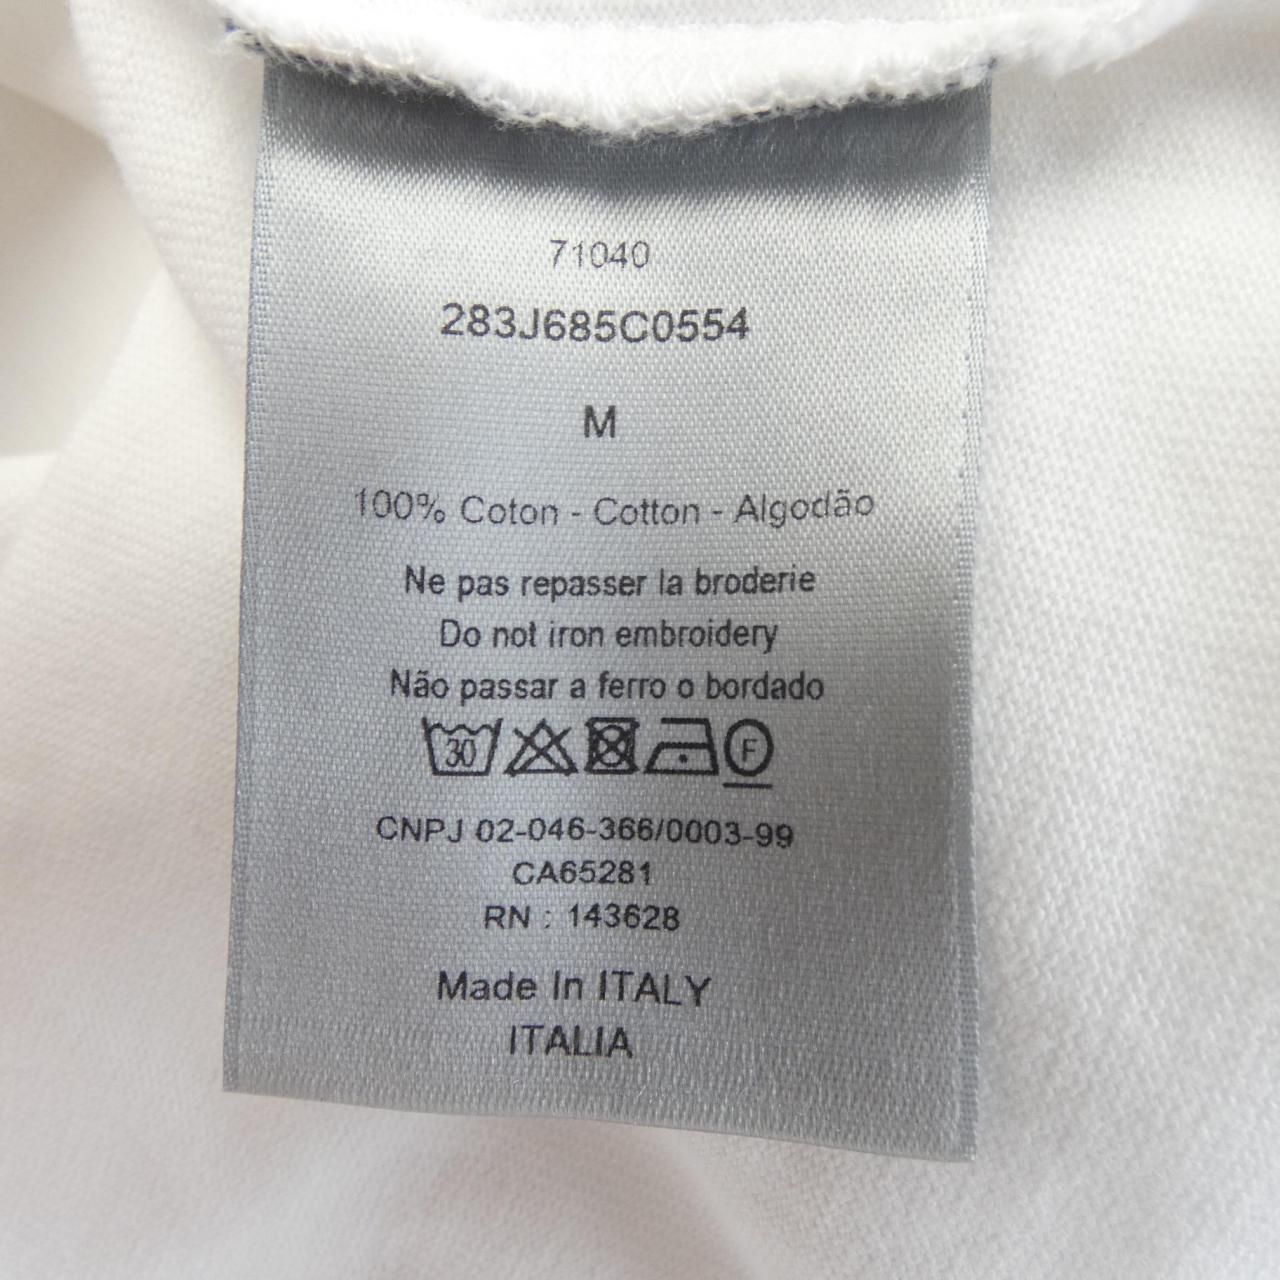 71040
283J685C0554
M
100% Coton - Cotton - Algodão
Ne pas repasser la broderie
Do not iron embroidery
Não passar a ferro o bordado
30 F
CNPJ 02-046-366/0003-99
CA65281
RN : 143628
Made In ITALY
ITALIA